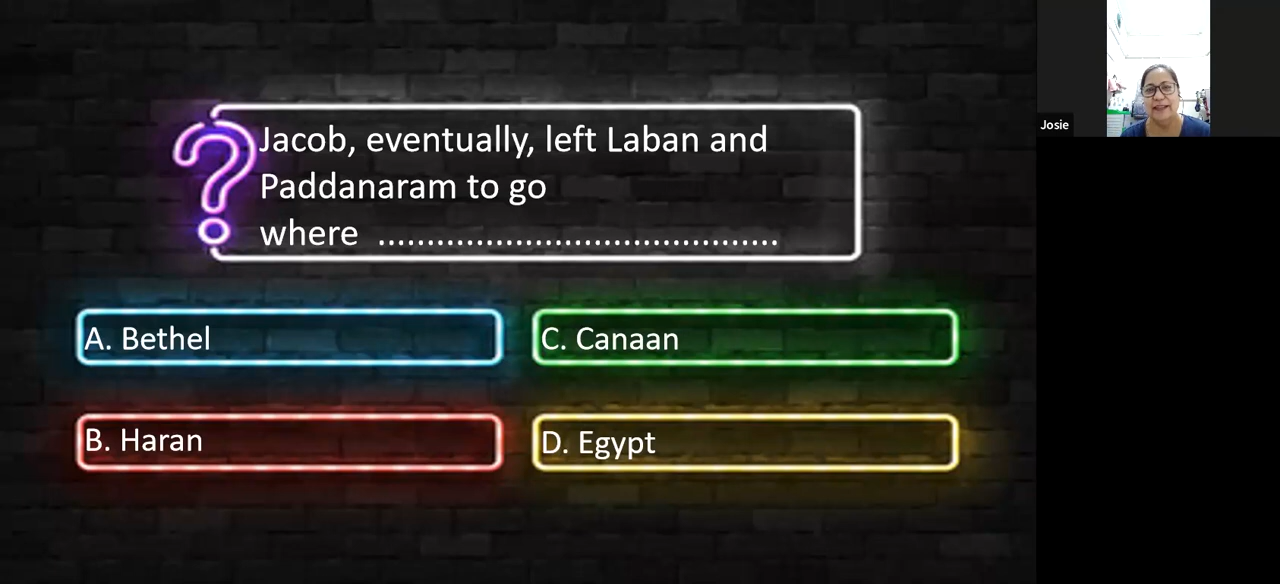 Jacob, eventually, left Laban and
Paddanaram to go
where ........................................
A. Bethel
C. Canaan
B. Haran
D. Egypt
Josie